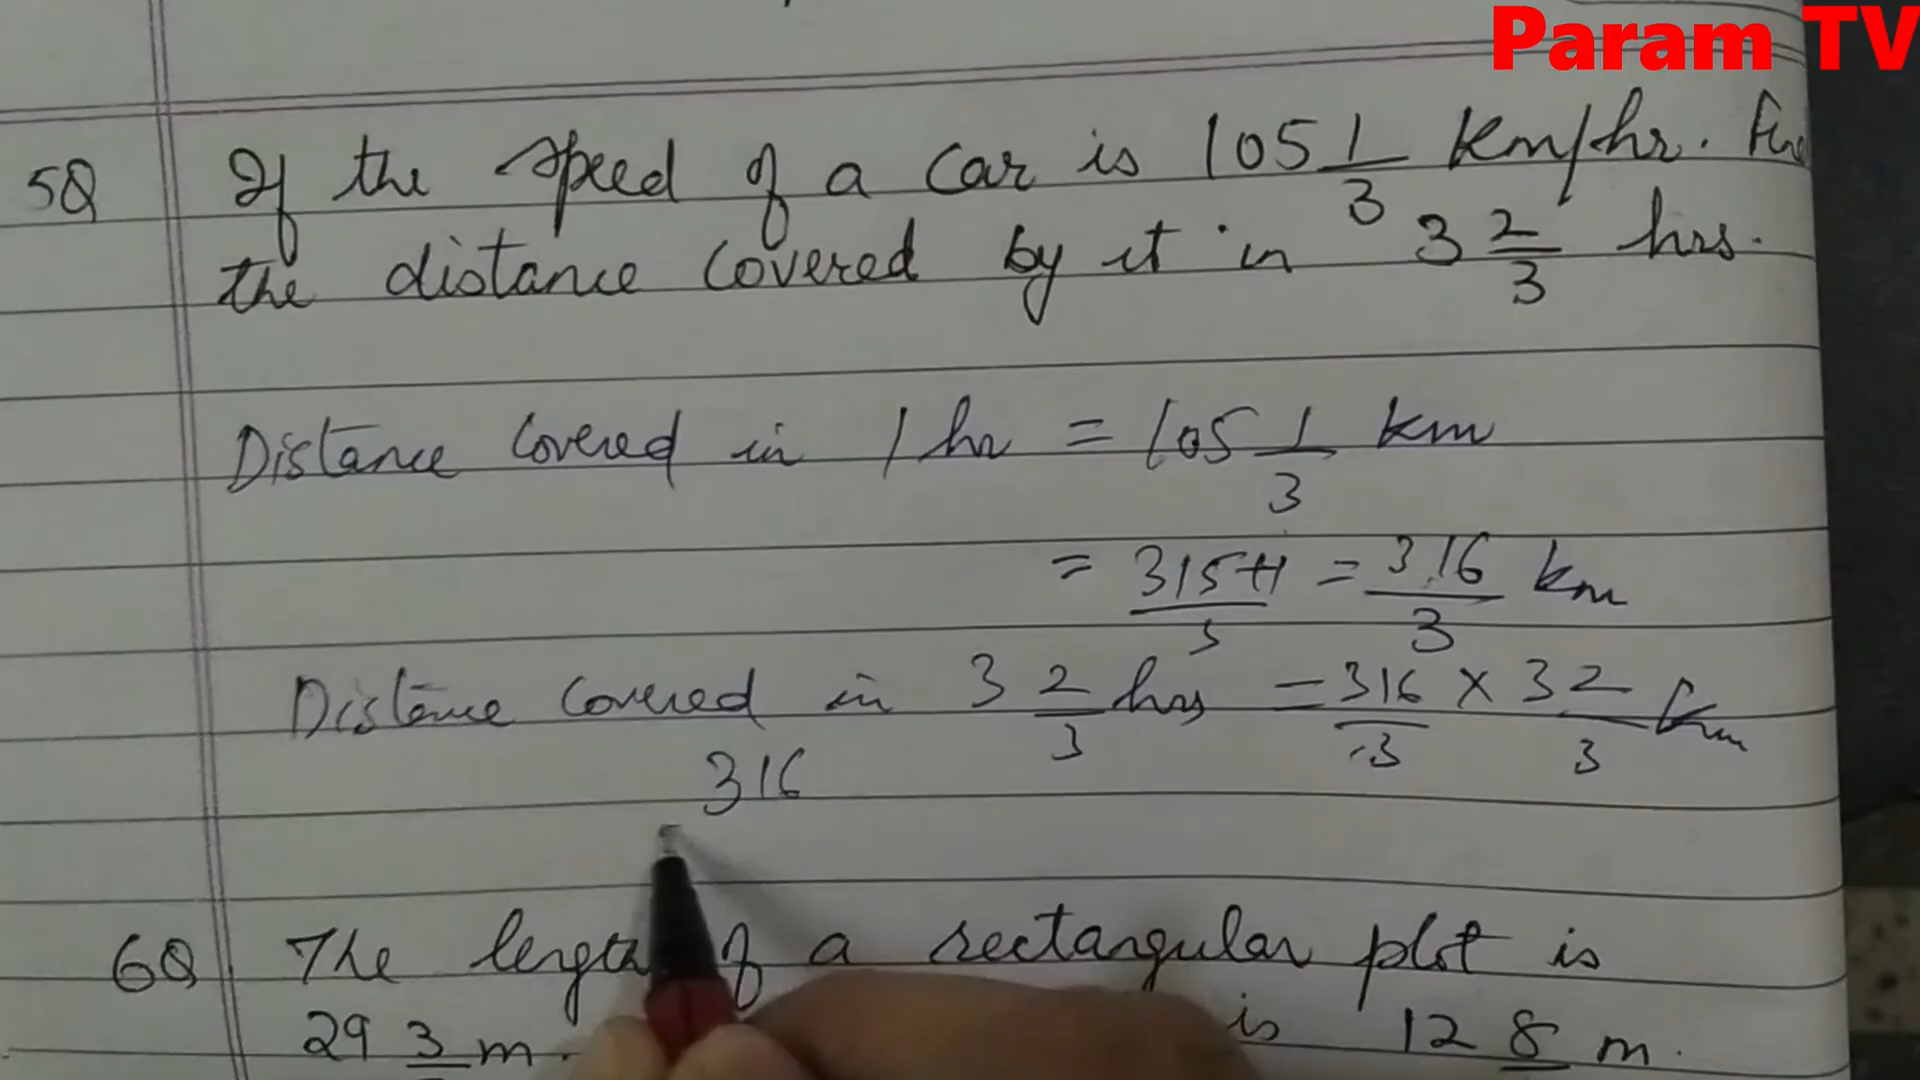 Param TV
5Q If the speed of a car is 105 1/3 km/hr. Fin
the distance covered by it in 3 2/3 hrs.
Distance covered in 1 hr = 105 1/3 km
= 315+1/3 = 316/3 km
Distance covered in 3 2/3 hrs = 316/3 × 3 2/3 km
316
6Q The length of a rectangular plot is
29 3 m. is 12 8 m.